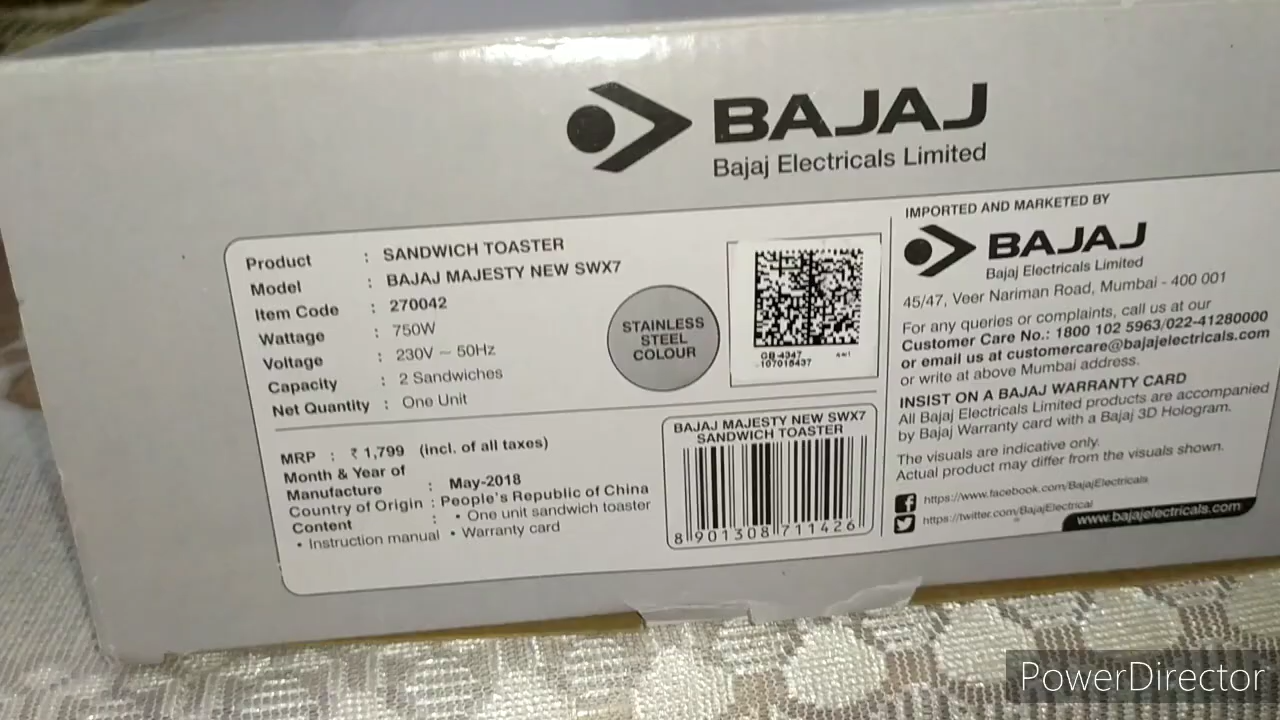 BAJAJ
Bajaj Electricals Limited
Product : SANDWICH TOASTER
Model : BAJAJ MAJESTY NEW SWX7
Item Code : 270042
Wattage : 750W
Voltage : 230V ~ 50Hz
Capacity : 2 Sandwiches
Net Quantity : One Unit
STAINLESS
STEEL
COLOUR
GB-4347
MRP : ₹ 1,799 (incl. of all taxes)
Month & Year of
Manufacture : May-2018
Country of Origin : People's Republic of China
Content : • One unit sandwich toaster
• Instruction manual • Warranty card
BAJAJ MAJESTY NEW SWX7
SANDWICH TOASTER
8 901308 711426
IMPORTED AND MARKETED BY
BAJAJ
Bajaj Electricals Limited
45/47, Veer Nariman Road, Mumbai - 400 001
For any queries or complaints, call us at our
Customer Care No.: 1800 102 5963/022-41280000
or email us at customercare@bajajelectricals.com
or write at above Mumbai address.
INSIST ON A BAJAJ WARRANTY CARD
All Bajaj Electricals Limited products are accompanied
by Bajaj Warranty card with a Bajaj 3D Hologram.
The visuals are indicative only.
Actual product may differ from the visuals shown.
https://www.facebook.com/BajajElectricals
https://twitter.com/BajajElectrical
www.bajajelectricals.com
PowerDirector